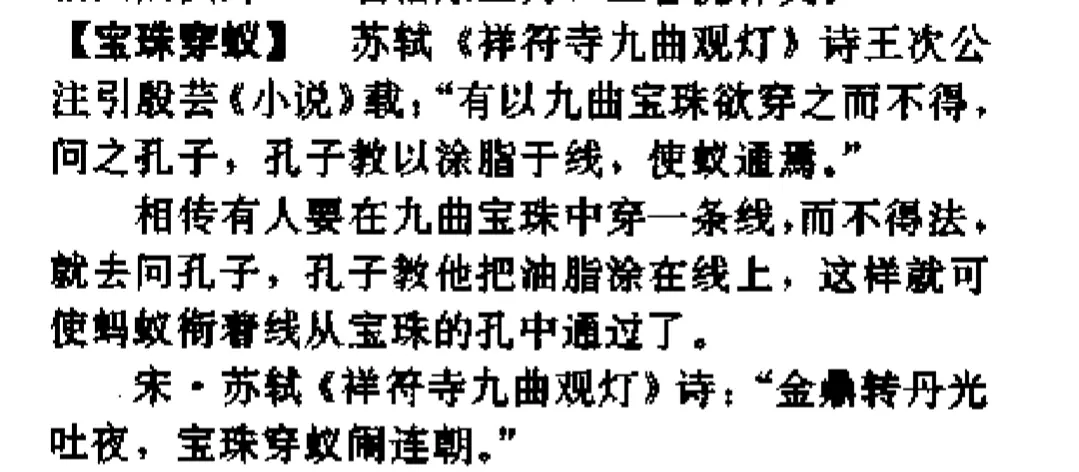 【宝珠穿蚁】 苏轼《祥符寺九曲观灯》诗王次公
注引殷芸《小说》载:“有以九曲宝珠欲穿之而不得,
问之孔子,孔子教以涂脂于线,使蚁通焉。”
相传有人要在九曲宝珠中穿一条线,而不得法,
就去问孔子,孔子教他把油脂涂在线上,这样就可
使蚂蚁衔着线从宝珠的孔中通过了。
宋·苏轼《祥符寺九曲观灯》诗:“金鼎转丹光
吐夜,宝珠穿蚁闹连朝。”